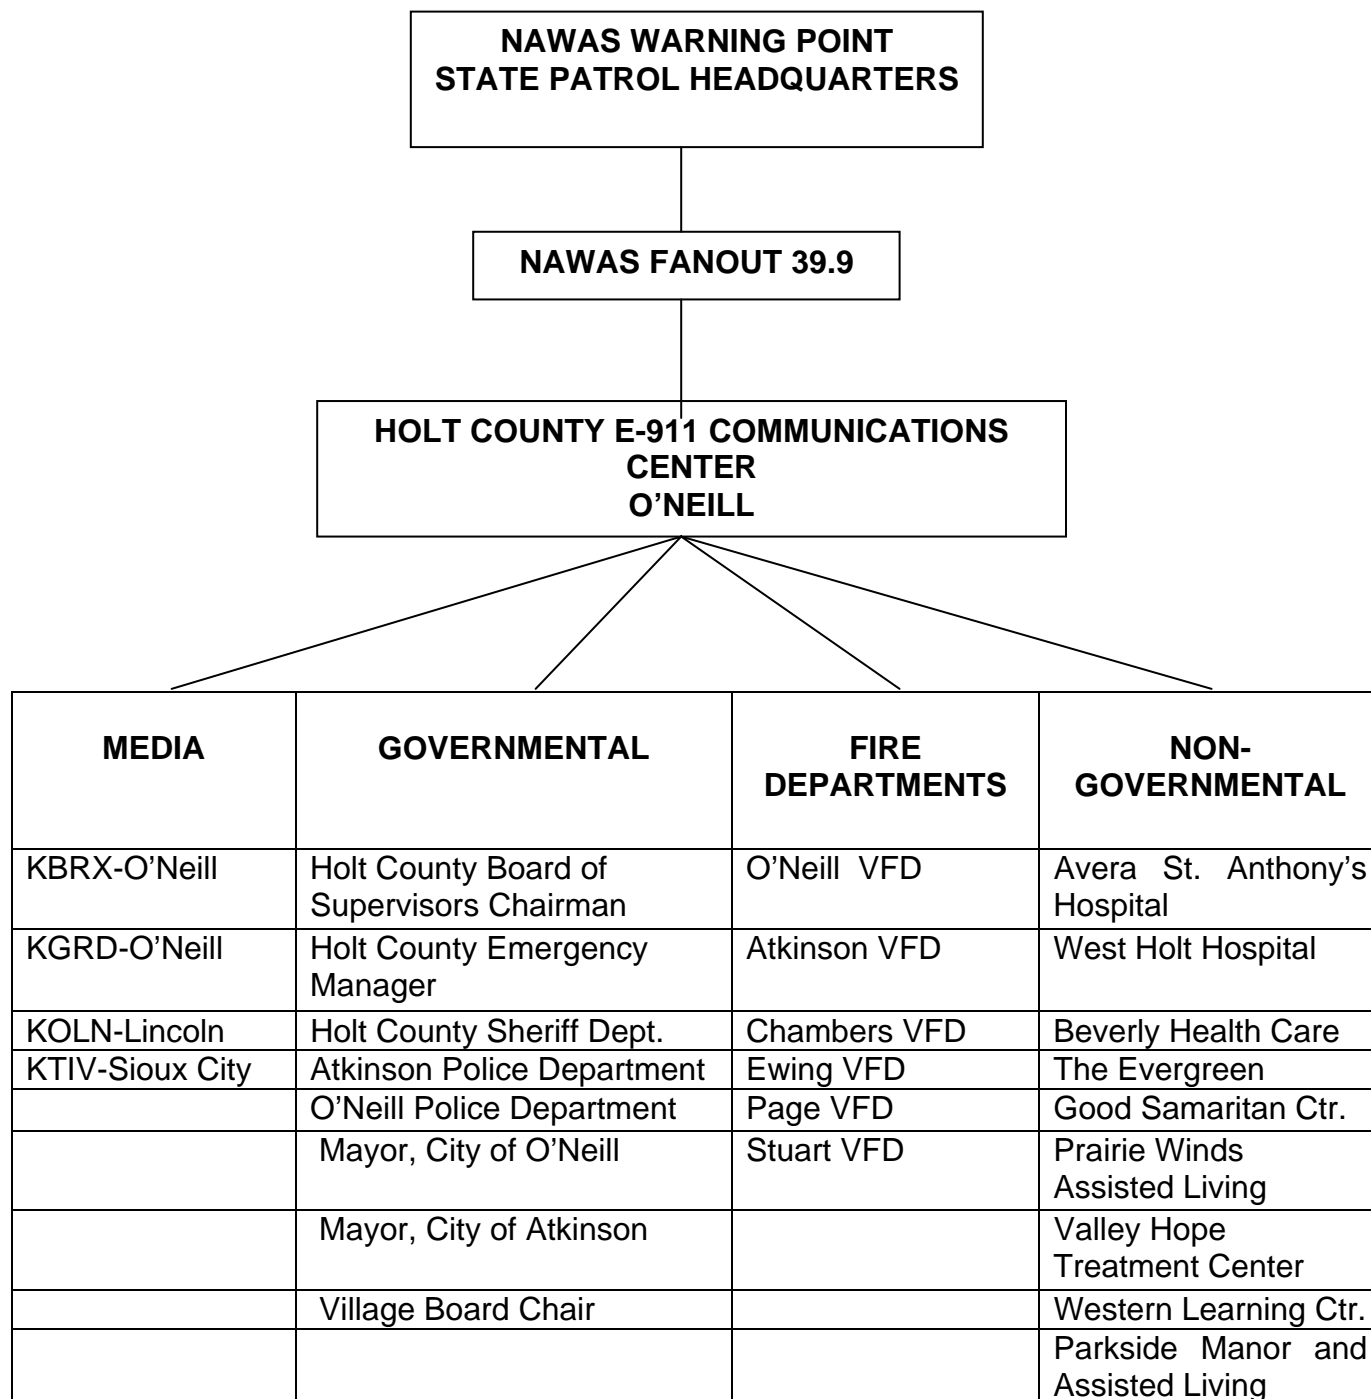 NAWAS WARNING POINT
STATE PATROL HEADQUARTERS
NAWAS FANOUT 39.9
HOLT COUNTY E-911 COMMUNICATIONS
CENTER
O’NEILL
MEDIA
GOVERNMENTAL
FIRE
DEPARTMENTS
NON-
GOVERNMENTAL
KBRX-O’Neill
Holt County Board of
Supervisors Chairman
O’Neill VFD
Avera St. Anthony’s
Hospital
KGRD-O’Neill
Holt County Emergency
Manager
Atkinson VFD
West Holt Hospital
KOLN-Lincoln
Holt County Sheriff Dept.
Chambers VFD
Beverly Health Care
KTIV-Sioux City
Atkinson Police Department
Ewing VFD
The Evergreen
O’Neill Police Department
Page VFD
Good Samaritan Ctr.
Mayor, City of O’Neill
Stuart VFD
Prairie Winds
Assisted Living
Mayor, City of Atkinson
Valley Hope
Treatment Center
Village Board Chair
Western Learning Ctr.
Parkside Manor and
Assisted Living